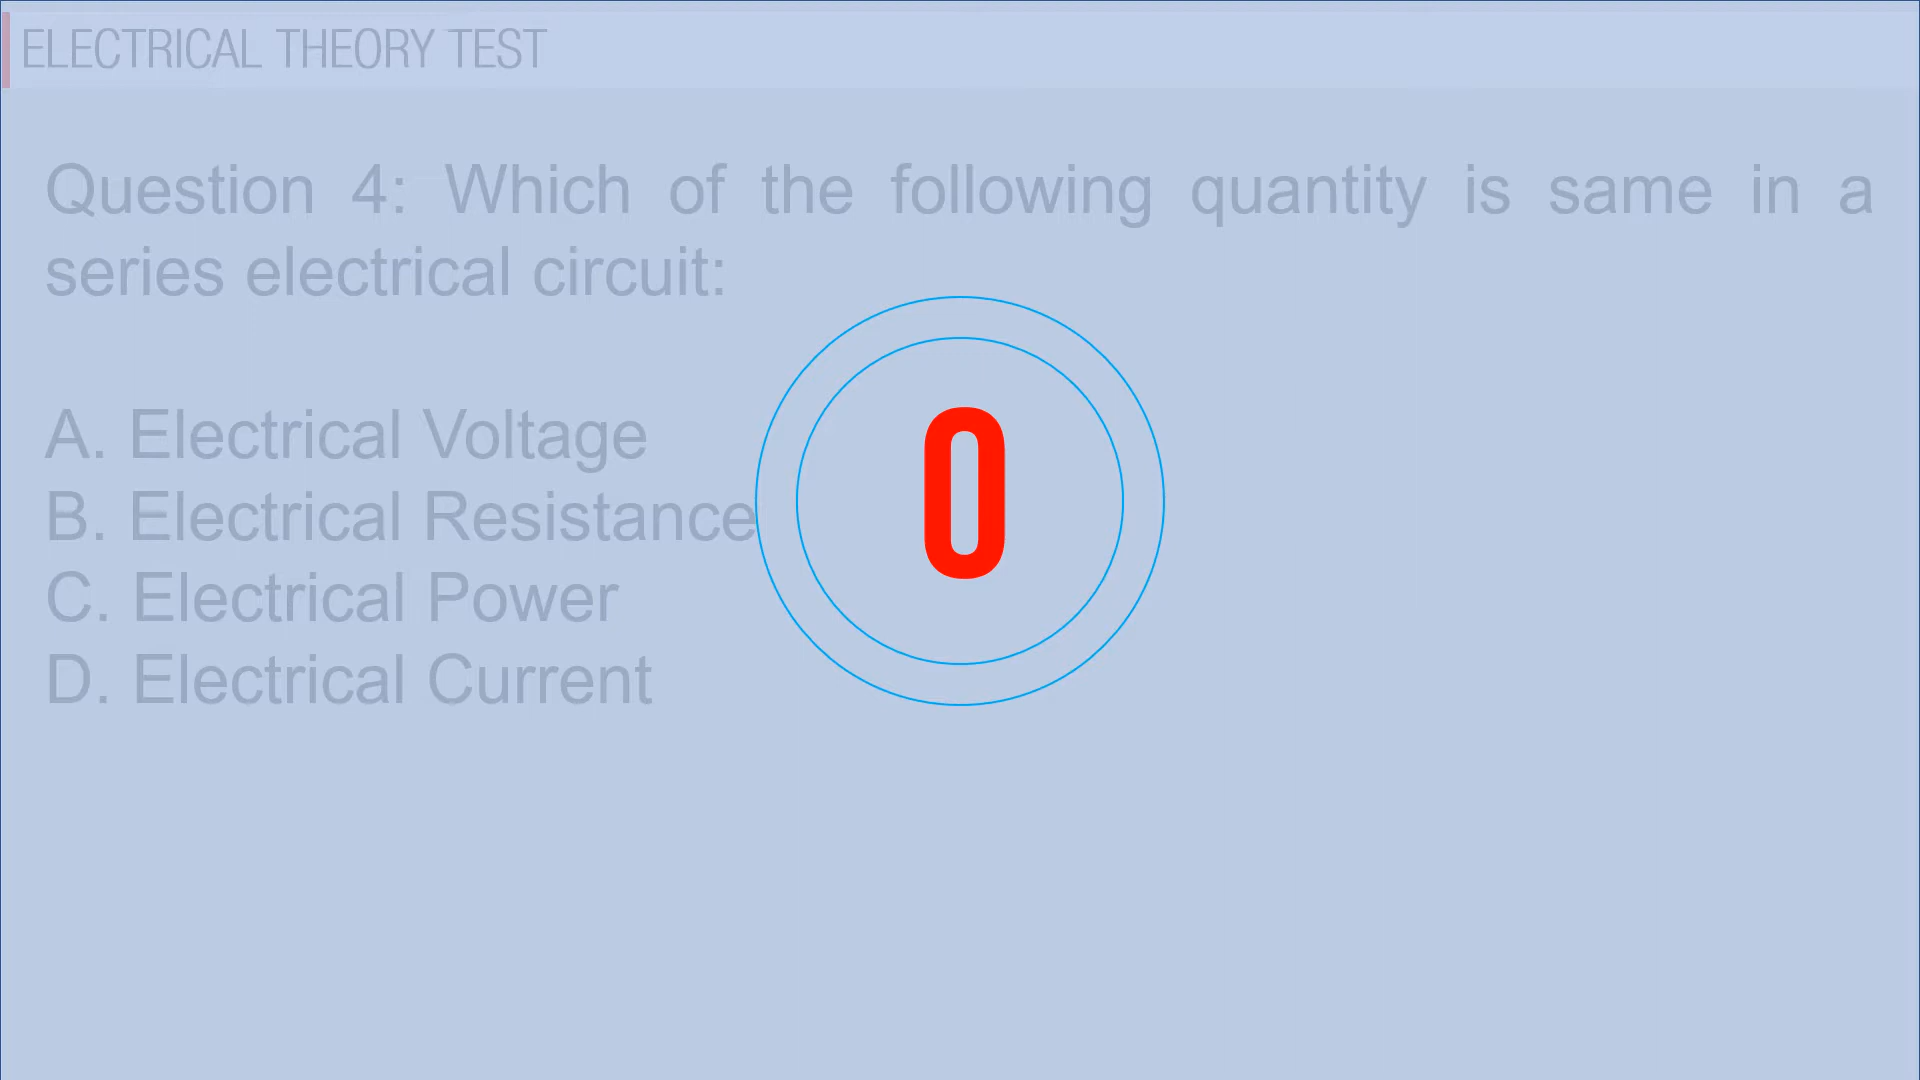 ELECTRICAL THEORY TEST
Question 4: Which of the following quantity is same in a
series electrical circuit:
A. Electrical Voltage
B. Electrical Resistance
C. Electrical Power
D. Electrical Current
0